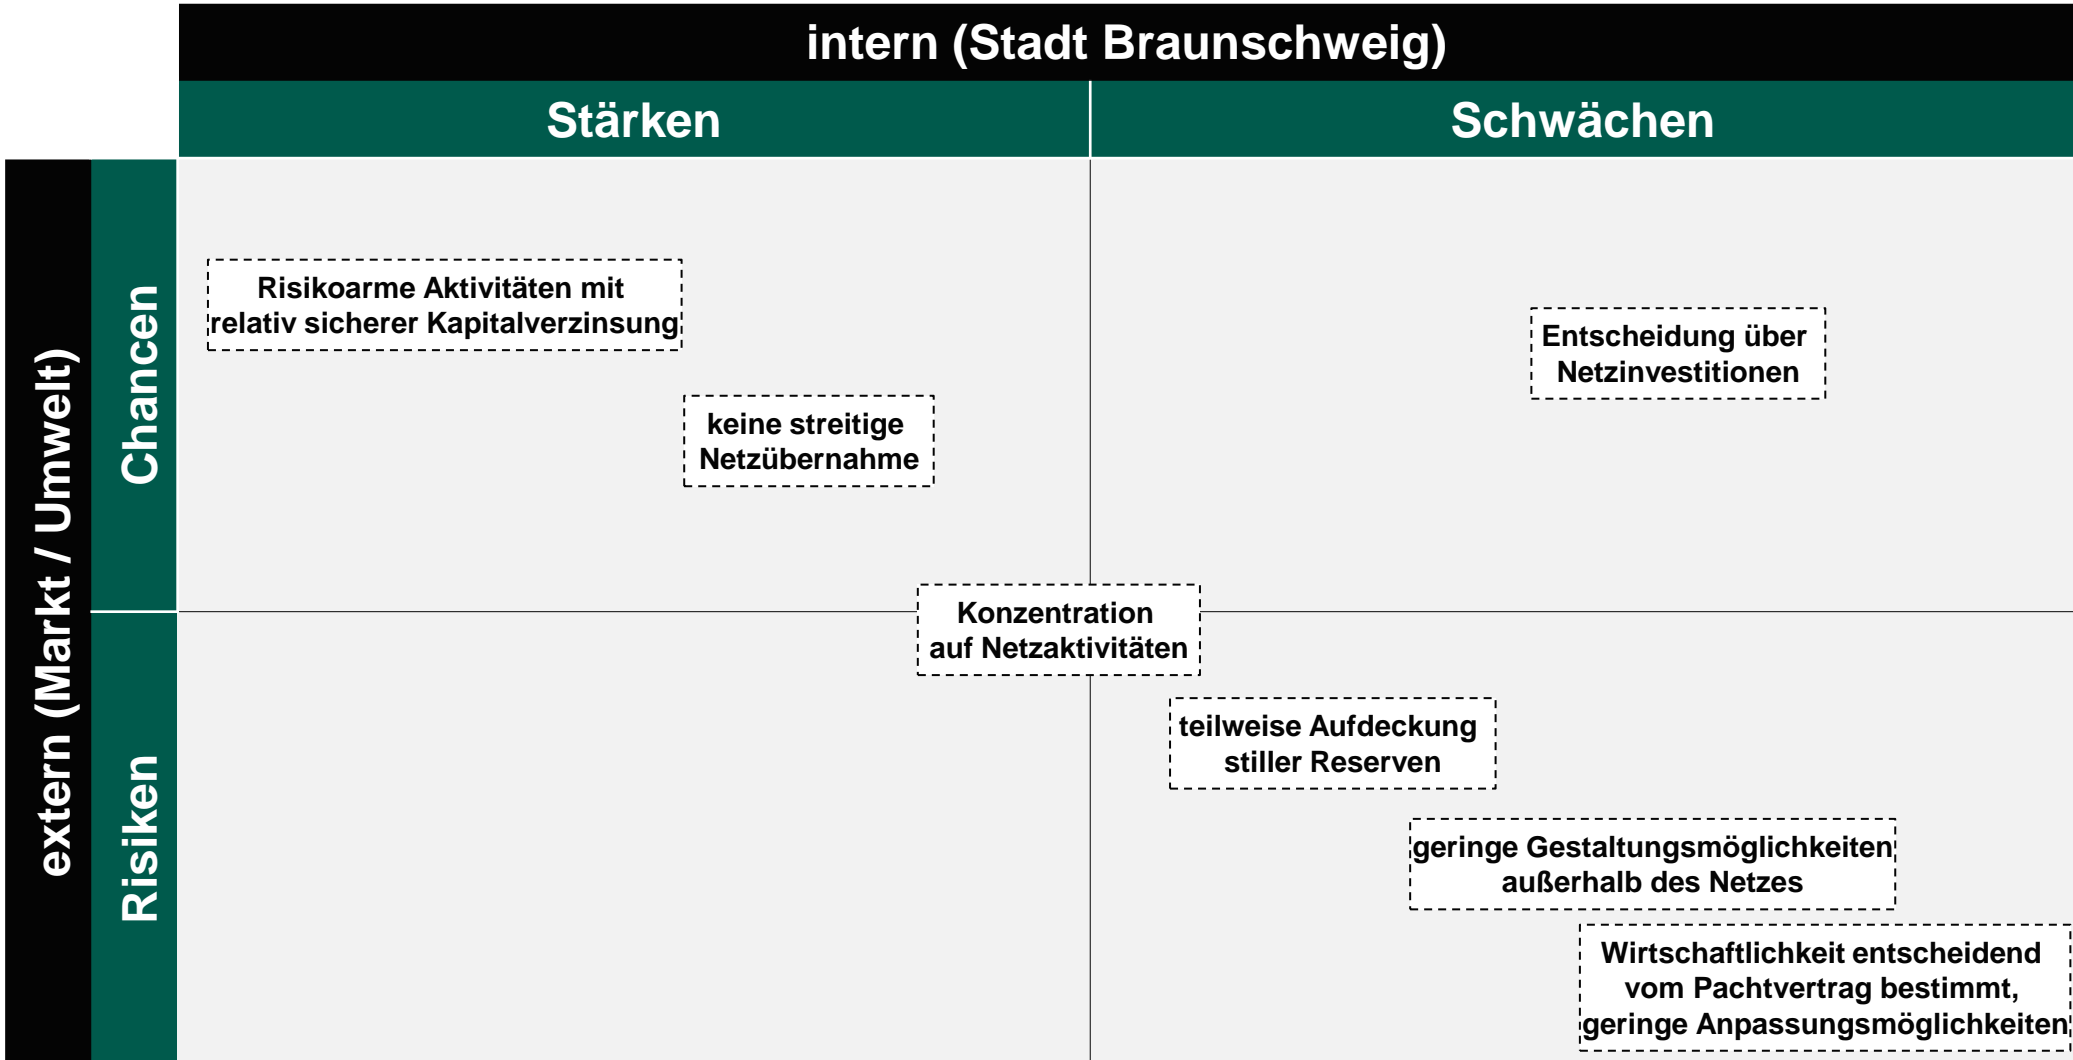 intern (Stadt Braunschweig)
Stärken
Schwächen
extern (Markt / Umwelt)
Chancen
Risikoarme Aktivitäten mit
relativ sicherer Kapitalverzinsung
keine streitige
Netzübernahme
Entscheidung über
Netzinvestitionen
Konzentration
auf Netzaktivitäten
Risiken
teilweise Aufdeckung
stiller Reserven
geringe Gestaltungsmöglichkeiten
außerhalb des Netzes
Wirtschaftlichkeit entscheidend
vom Pachtvertrag bestimmt,
geringe Anpassungsmöglichkeiten